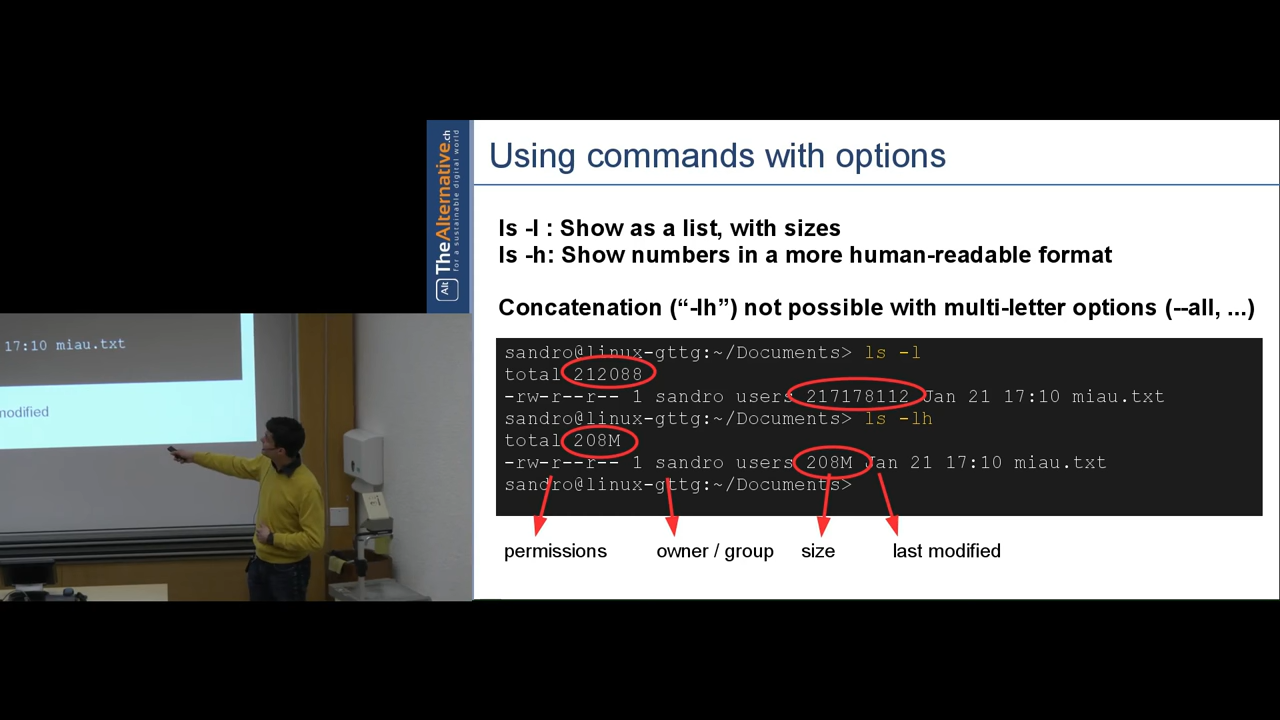 Using commands with options
ls -l : Show as a list, with sizes
ls -h: Show numbers in a more human-readable format
Concatenation (“-lh”) not possible with multi-letter options (--all, ...)
sandro@linux-gttg:~/Documents> ls -l
total 212088
-rw-r--r-- 1 sandro users 217178112 Jan 21 17:10 miau.txt
sandro@linux-gttg:~/Documents> ls -lh
total 208M
-rw-r--r-- 1 sandro users 208M Jan 21 17:10 miau.txt
sandro@linux-gttg:~/Documents>
permissions owner / group size last modified
Alt TheAlternative.ch
for a sustainable digital world
17:10 miau.txt
modified